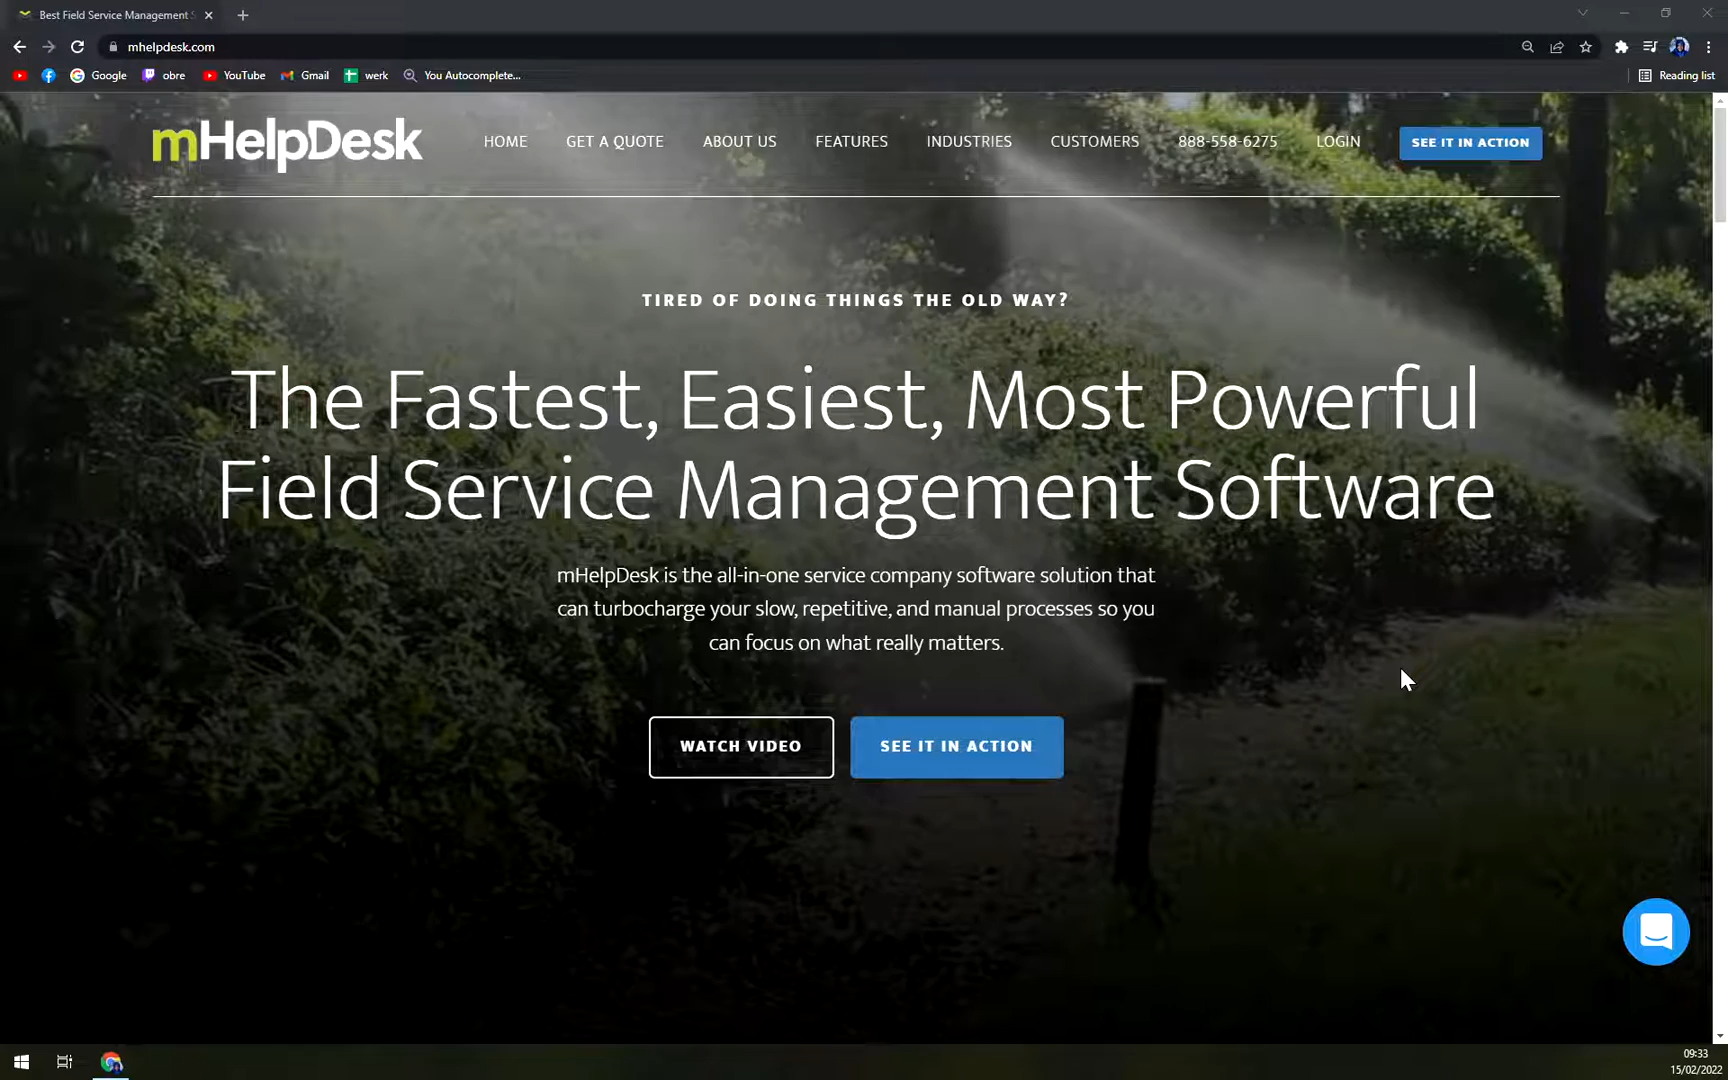 Best Field Service Management S
mhelpdesk.com
Google
obre
YouTube
Gmail
werk
You Autocomplete...
Reading list
mHelpDesk
HOME
GET A QUOTE
ABOUT US
FEATURES
INDUSTRIES
CUSTOMERS
888-558-6275
LOGIN
SEE IT IN ACTION
TIRED OF DOING THINGS THE OLD WAY?
The Fastest, Easiest, Most Powerful
Field Service Management Software
mHelpDesk is the all-in-one service company software solution that
can turbocharge your slow, repetitive, and manual processes so you
can focus on what really matters.
WATCH VIDEO
SEE IT IN ACTION
09:33
15/02/2022